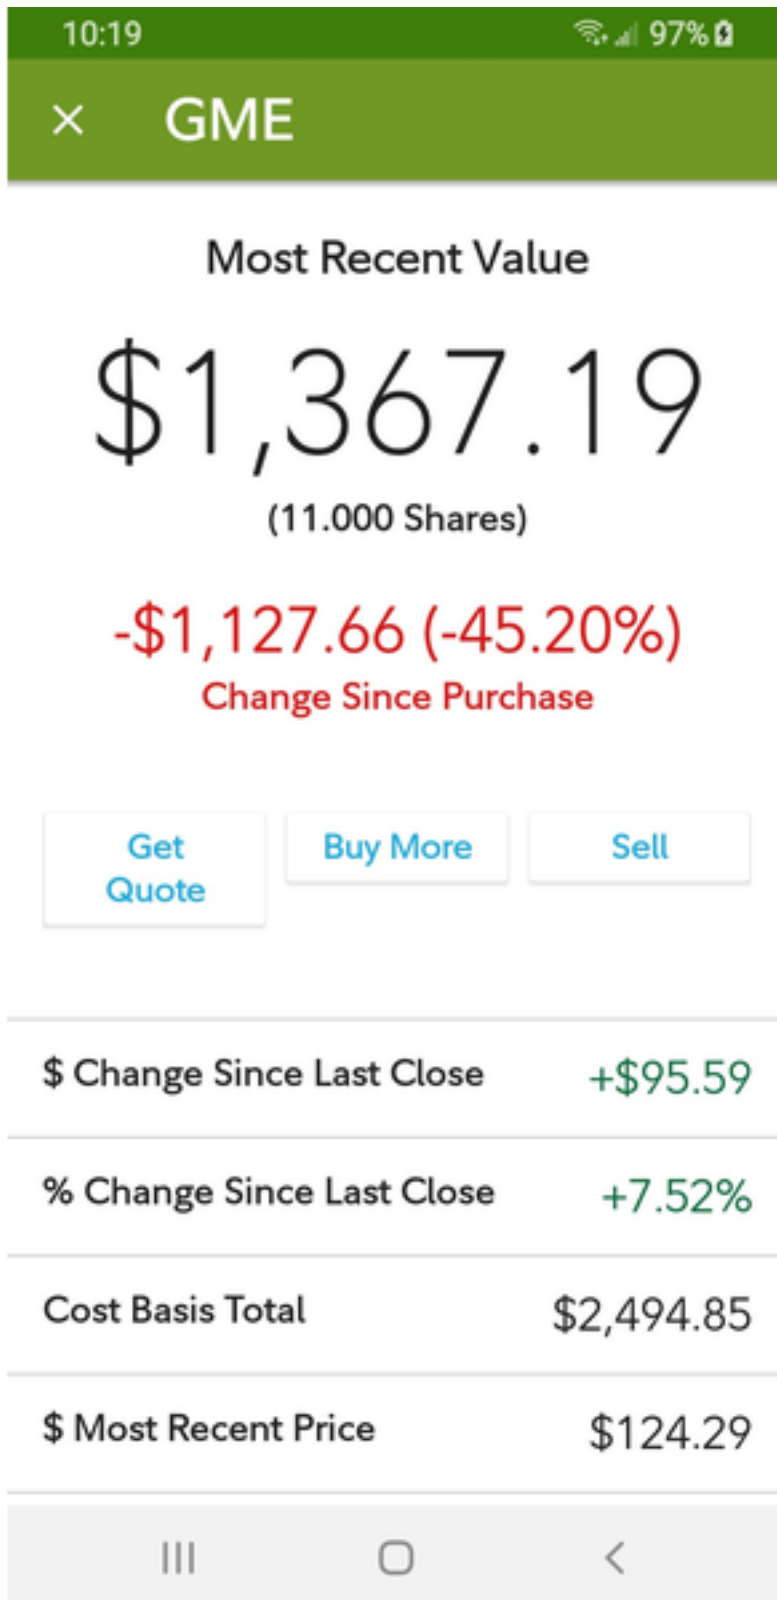 10:19 97%
GME
Most Recent Value
$1,367.19
(11.000 Shares)
-$1,127.66 (-45.20%)
Change Since Purchase
Get Quote
Buy More
Sell
$ Change Since Last Close +$95.59
% Change Since Last Close +7.52%
Cost Basis Total $2,494.85
$ Most Recent Price $124.29